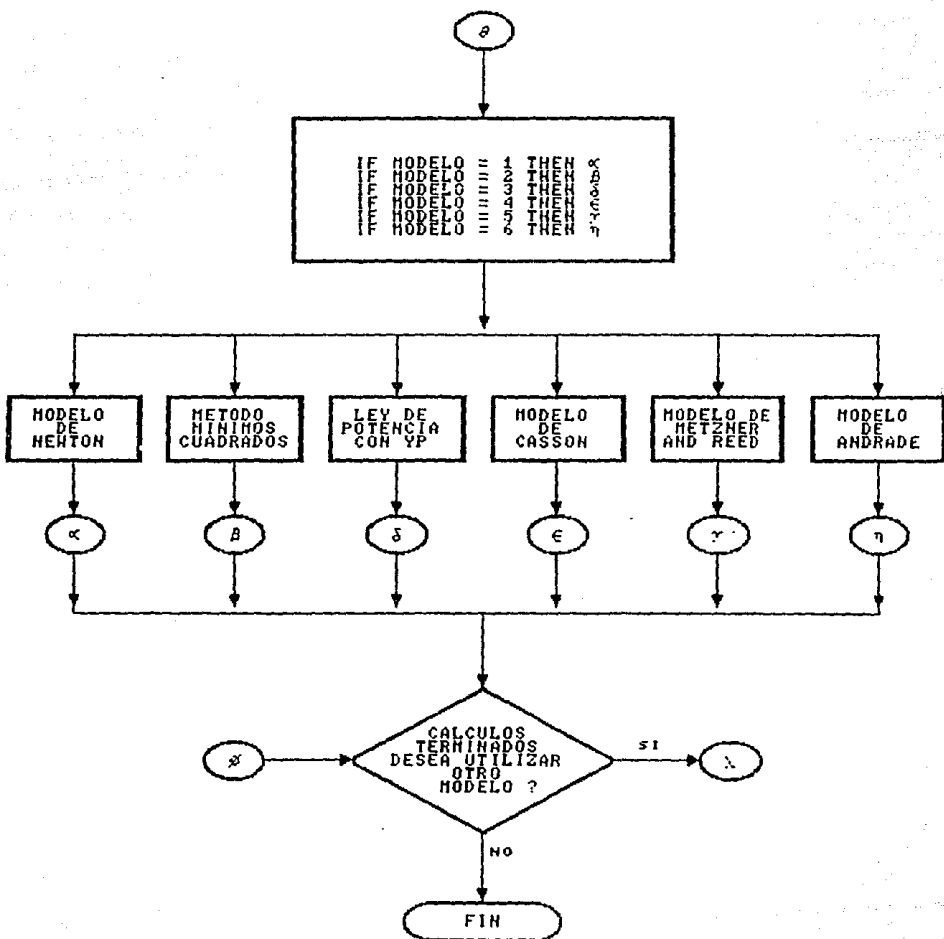 ∂
IF MODELO = 1 THEN α
IF MODELO = 2 THEN β
IF MODELO = 3 THEN δ
IF MODELO = 4 THEN ε
IF MODELO = 5 THEN γ
IF MODELO = 6 THEN η
MODELO
DE
NEWTON
METODO
MINIMOS
CUADRADOS
LEY DE
POTENCIA
CON YP
MODELO
DE
CASSON
MODELO DE
METZNER
AND REED
MODELO
DE
ANDRADE
α
β
δ
ε
γ
η
CALCULOS
TERMINADOS
DESEA UTILIZAR
OTRO
MODELO ?
ø
SI
λ
NO
FIN